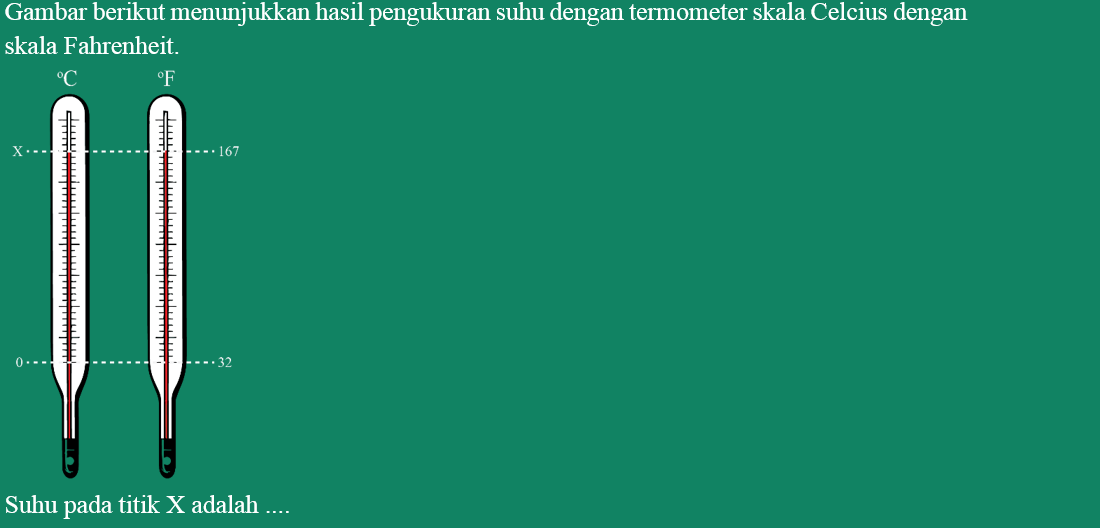 Gambar berikut menunjukkan hasil pengukuran suhu dengan termometer skala Celcius dengan
skala Fahrenheit.
°C °F
X 167
0 32
Suhu pada titik X adalah ....